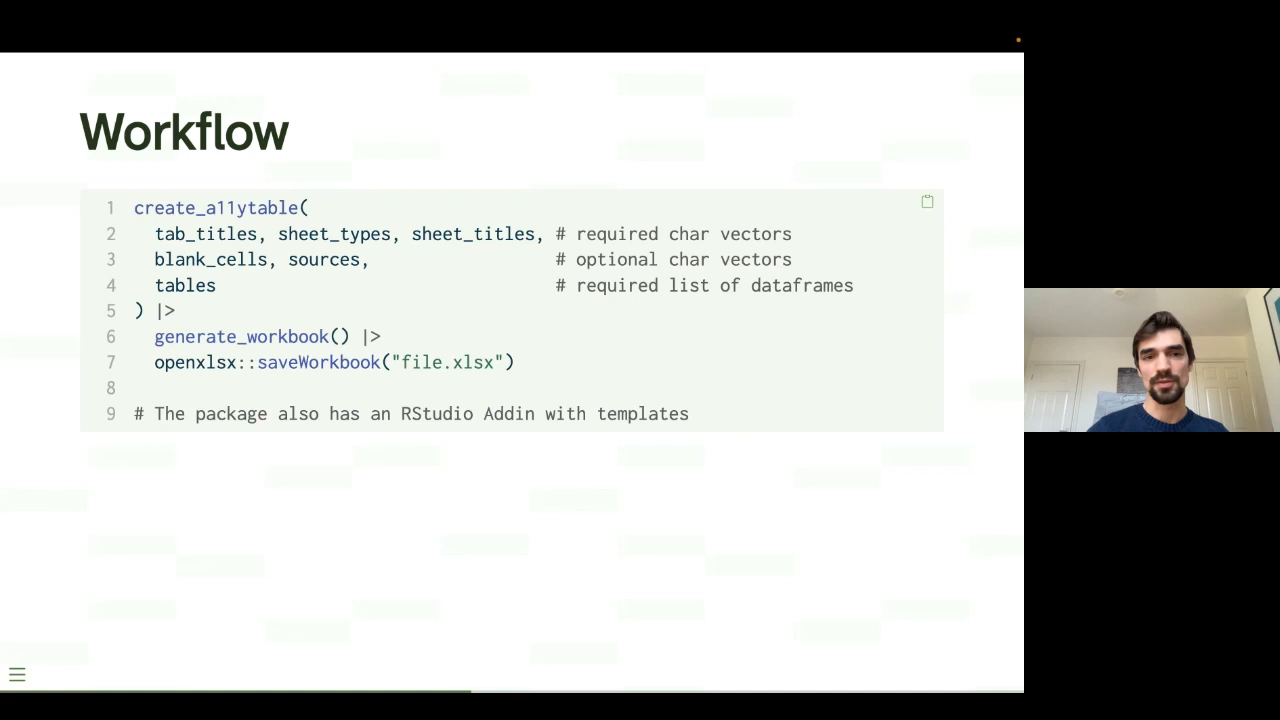 Workflow
1 create_a11ytable(
2 tab_titles, sheet_types, sheet_titles, # required char vectors
3 blank_cells, sources, # optional char vectors
4 tables # required list of dataframes
5 ) |>
6 generate_workbook() |>
7 openxlsx::saveWorkbook("file.xlsx")
8
9 # The package also has an RStudio Addin with templates